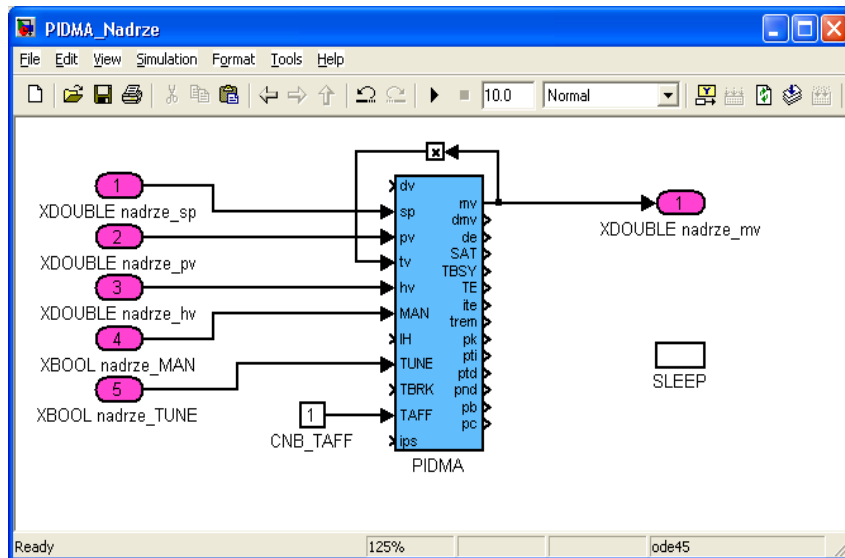 PIDMA_Nadrze
File Edit View Simulation Format Tools Help
10.0 Normal
x
1
XDOUBLE nadrze_sp
2
XDOUBLE nadrze_pv
3
XDOUBLE nadrze_hv
4
XBOOL nadrze_MAN
5
XBOOL nadrze_TUNE
1
CNB_TAFF
dv
sp
pv
tv
hv
MAN
IH
TUNE
TBRK
TAFF
ips
mv
dmv
de
SAT
TBSY
TE
ite
trem
pk
pti
ptd
pnd
pb
pc
PIDMA
1
XDOUBLE nadrze_mv
SLEEP
Ready 125% ode45